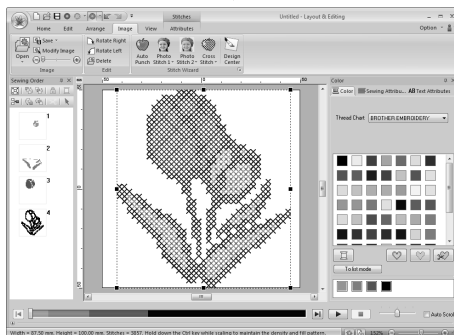 Stitches
Untitled - Layout & Editing
Home Edit Arrange Image View Attributes
Option
Open
Save
Modify Image
Image
Rotate Right
Rotate Left
Delete
Edit
Auto Punch
Photo Stitch 1
Photo Stitch 2
Cross Stitch
Design Center
Stitch Wizard
Sewing Order
1
2
3
4
Color
Color Sewing Attribu... Text Attributes
Thread Chart BROTHER EMBROIDERY
To list mode
Auto Scroll
Width = 87.50 mm, Height = 100.00 mm, Stitches = 3857. Hold down the Ctrl key while scaling to maintain the density and fill pattern.
150%